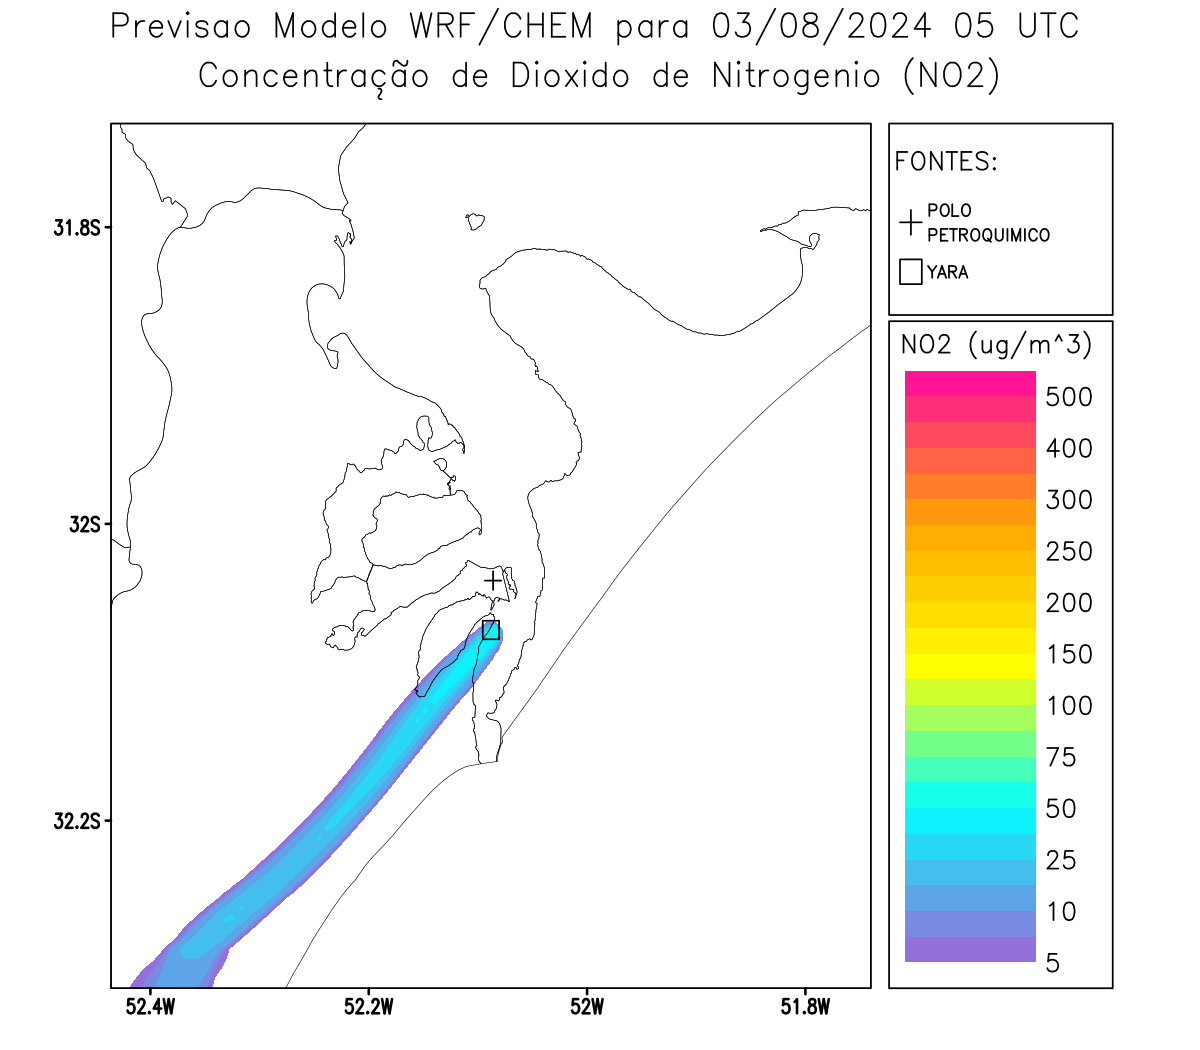 Previsao Modelo WRF/CHEM para 03/08/2024 05 UTC
Concentração de Dioxido de Nitrogenio (NO2)
FONTES:
POLO
PETROQUIMICO
YARA
NO2 (ug/m^3)
500
400
300
250
200
150
100
75
50
25
10
5
31.8S
32S
32.2S
52.4W
52.2W
52W
51.8W